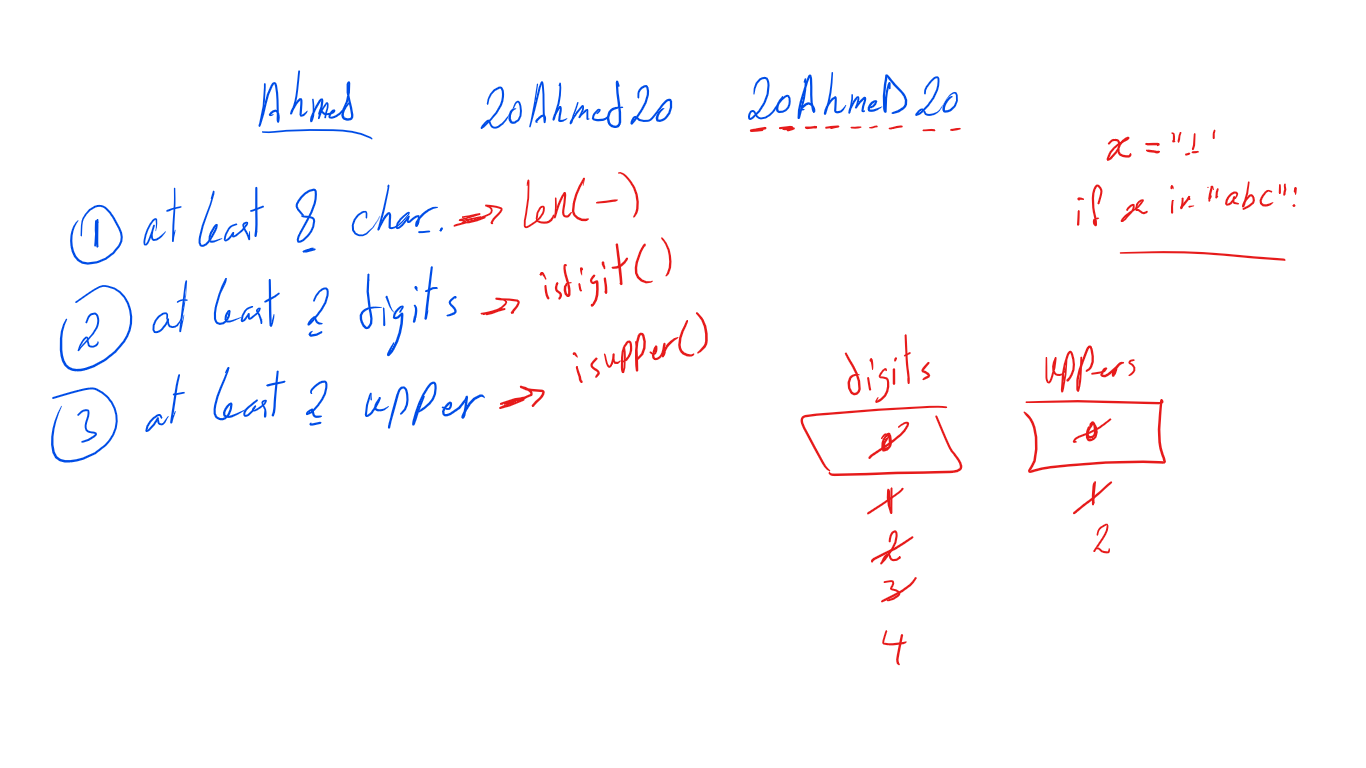 Ahmed 20Ahmed20 20AhmeD20
x = "1"
if x in "abc":
1 at least 8 char. → len(-)
2 at least 2 digits → isdigit()
3 at least 2 upper → isupper()
digits uppers
0 0
1 1
2 2
3
4